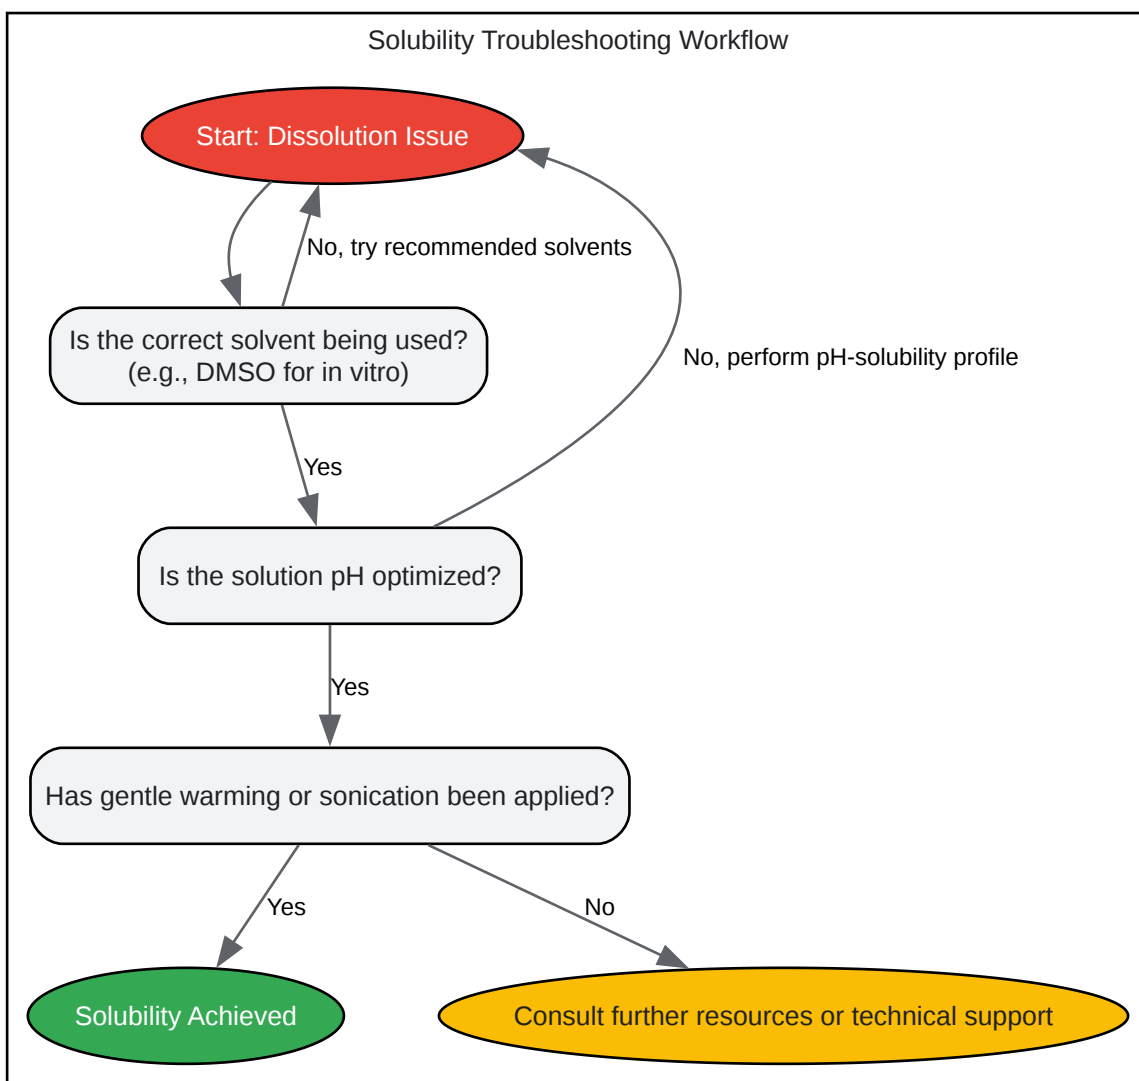 Solubility Troubleshooting Workflow
Start: Dissolution Issue
No, try recommended solvents
Is the correct solvent being used?
(e.g., DMSO for in vitro)
No, perform pH-solubility profile
Yes
Is the solution pH optimized?
Yes
Has gentle warming or sonication been applied?
Yes
No
Solubility Achieved
Consult further resources or technical support